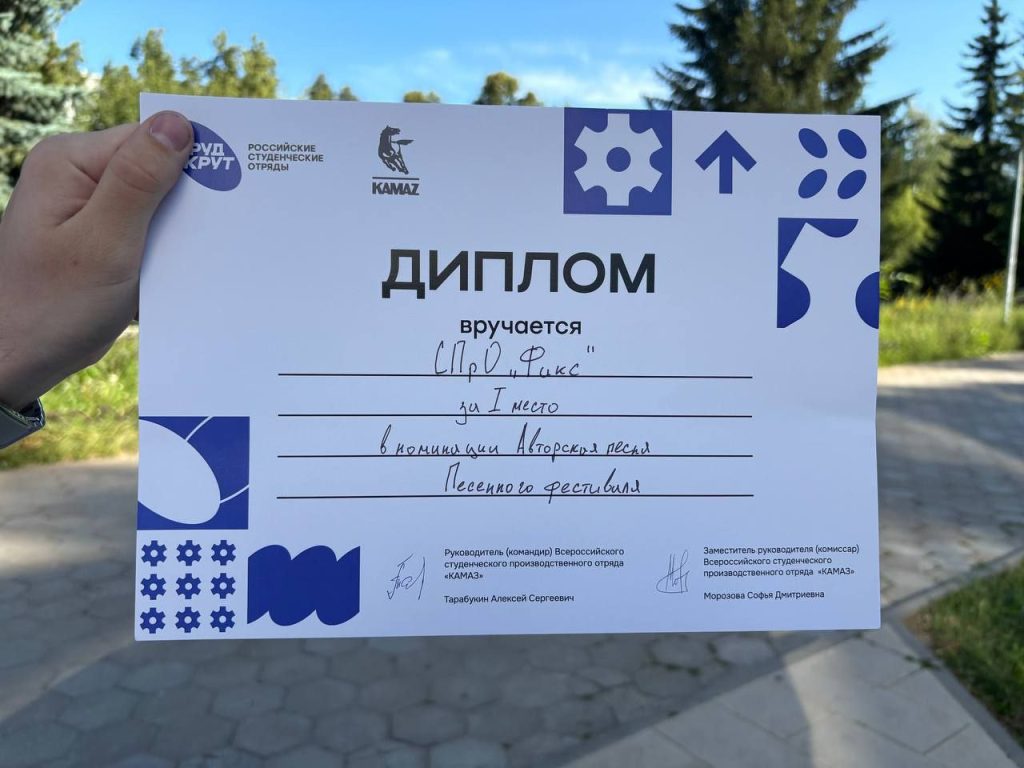 РУД
КРУТ
РОССИЙСКИЕ
СТУДЕНЧЕСКИЕ
ОТРЯДЫ
KAMAZ
ДИПЛОМ
вручается
СПрО „Фикс"
за I место
в номинации Авторская песня
Песенного фестиваля
Руководитель (командир) Всероссийского
студенческого производственного отряда
«КАМАЗ»
Тарабукин Алексей Сергеевич
Заместитель руководителя (комиссар)
Всероссийского студенческого
производственного отряда «КАМАЗ»
Морозова Софья Дмитриевна